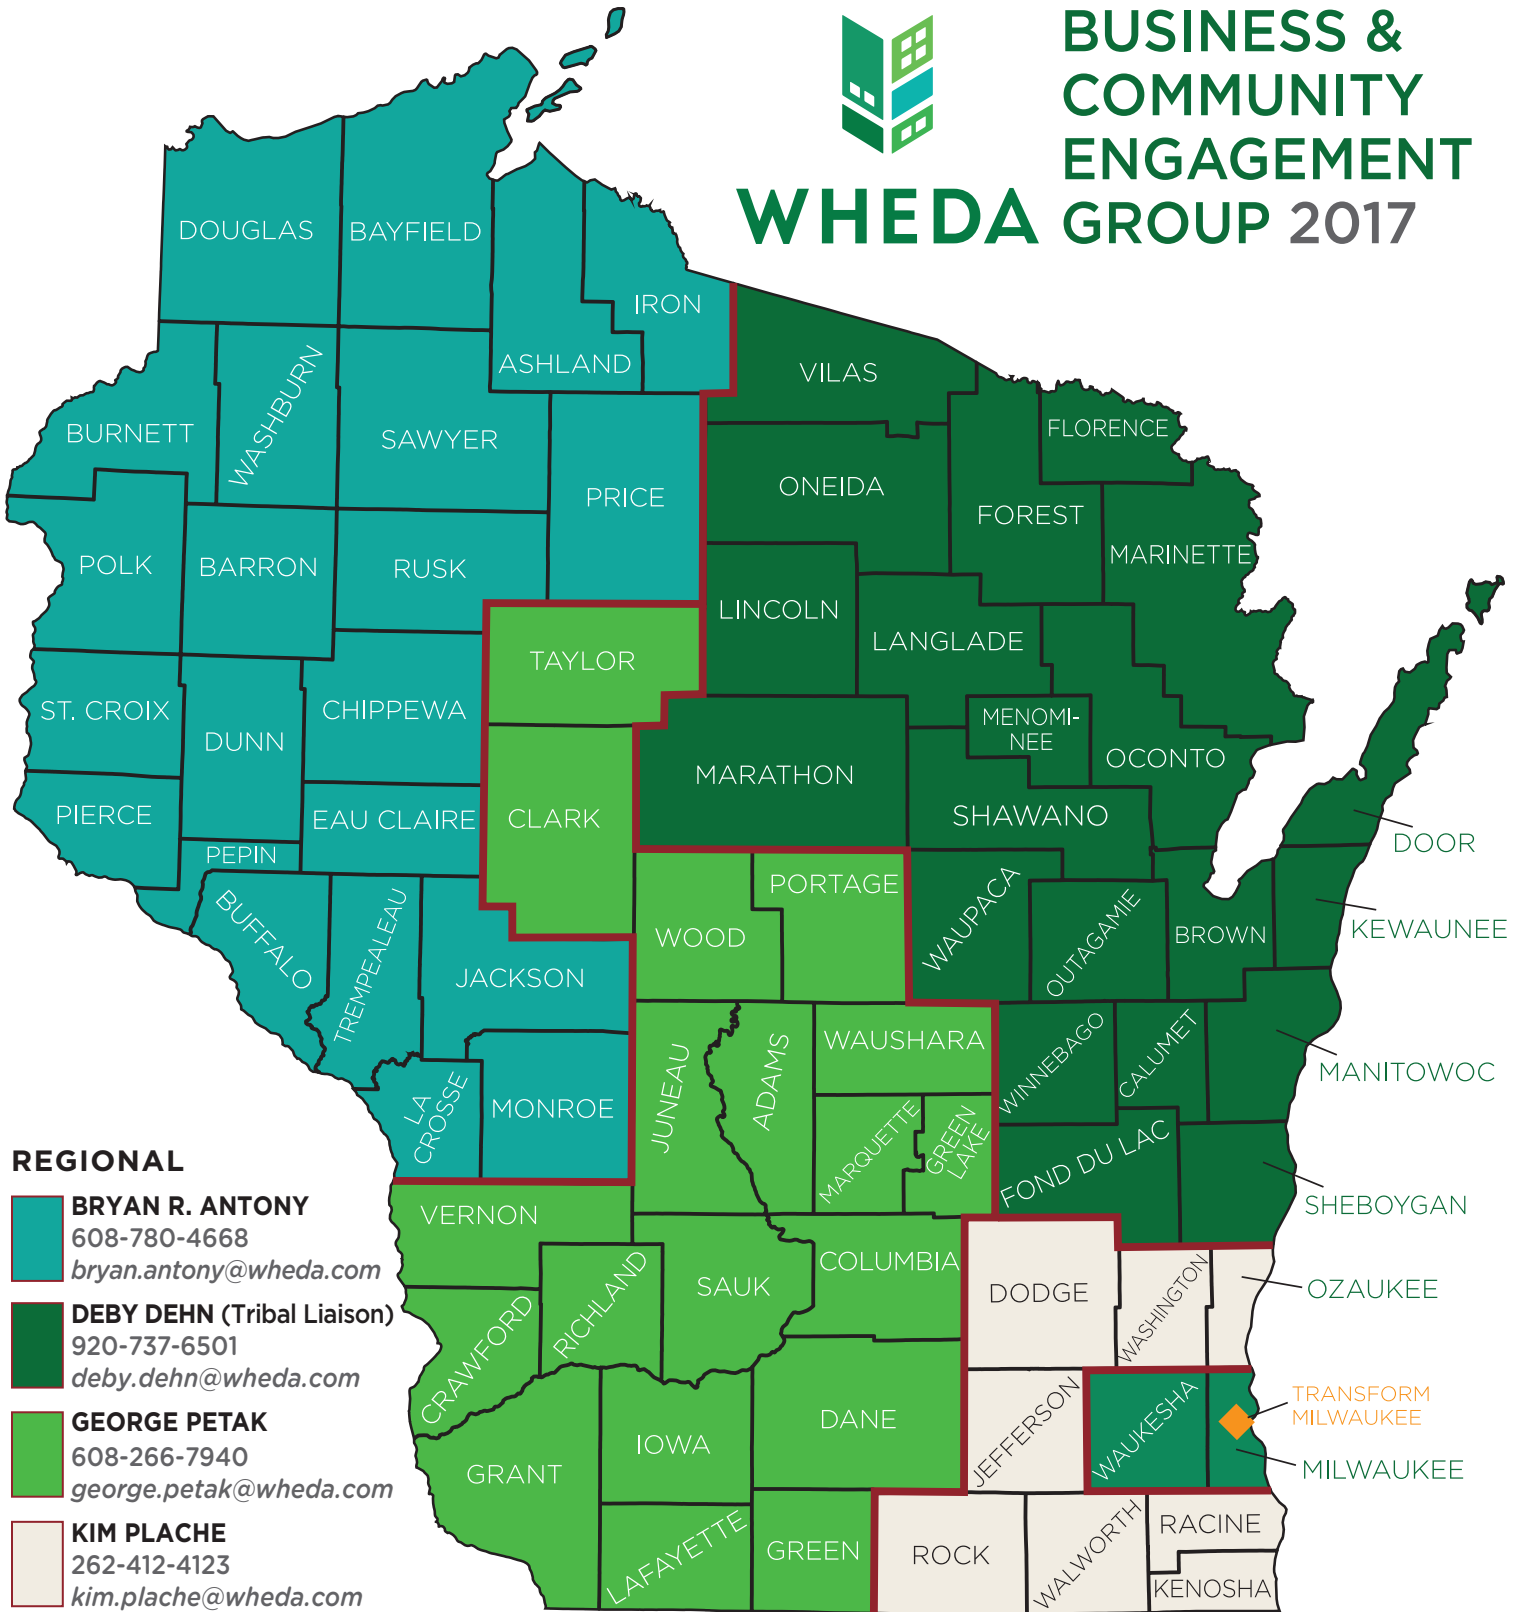 BUSINESS &
COMMUNITY
ENGAGEMENT
GROUP 2017
WHEDA
DOUGLAS
BAYFIELD
IRON
ASHLAND
VILAS
WASHBURN
BURNETT
SAWYER
FLORENCE
PRICE
ONEIDA
FOREST
MARINETTE
POLK
BARRON
RUSK
LINCOLN
LANGLADE
TAYLOR
ST. CROIX
CHIPPEWA
DUNN
MENOMI-
NEE
OCONTO
MARATHON
PIERCE
EAU CLAIRE
CLARK
SHAWANO
DOOR
PEPIN
PORTAGE
BUFFALO
TREMPEALEAU
WOOD
WAUPACA
OUTAGAMIE
BROWN
KEWAUNEE
JACKSON
JUNEAU
ADAMS
WAUSHARA
WINNEBAGO
CALUMET
MANITOWOC
LA
CROSSE
MONROE
MARQUETTE
GREEN
LAKE
FOND DU LAC
SHEBOYGAN
VERNON
RICHLAND
SAUK
COLUMBIA
DODGE
WASHINGTON
OZAUKEE
CRAWFORD
DANE
JEFFERSON
WAUKESHA
TRANSFORM
MILWAUKEE
MILWAUKEE
GRANT
IOWA
LAFAYETTE
GREEN
ROCK
WALWORTH
RACINE
KENOSHA
REGIONAL
BRYAN R. ANTONY
608-780-4668
bryan.antony@wheda.com
DEBY DEHN (Tribal Liaison)
920-737-6501
deby.dehn@wheda.com
GEORGE PETAK
608-266-7940
george.petak@wheda.com
KIM PLACHE
262-412-4123
kim.plache@wheda.com